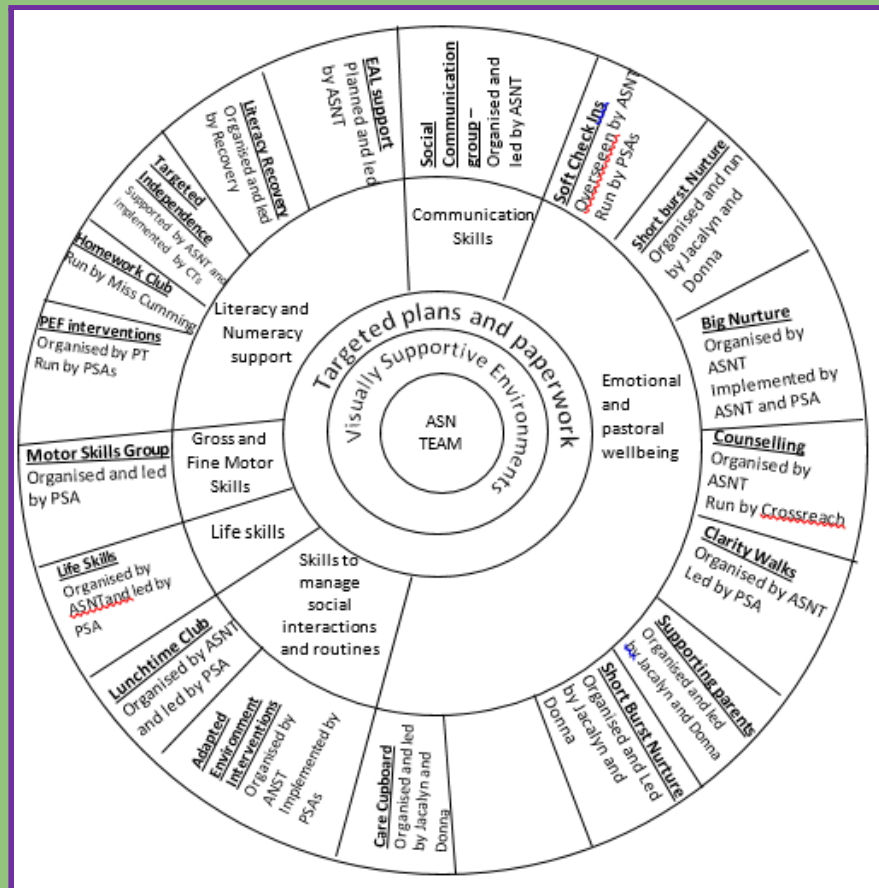 ASN
TEAM
Visually Supportive Environments
Targeted plans and paperwork
Communication
Skills
Emotional
and
pastoral
wellbeing
Skills to
manage
social
interactions
and routines
Life skills
Gross and
Fine Motor
Skills
Literacy and
Numeracy
support
Social
Communication
group –
Organised and
led by ASNT
Soft Check Ins
Overseeen by ASNT
Run by PSAs
Short burst Nurture
Organised and run
by Jacalyn and
Donna
Big Nurture
Organised by
ASNT
Implemented by
ASNT and PSA
Counselling
Organised by
ASNT
Run by Crossreach
Clarity Walks
Organised by ASNT
Led by PSA
Supporting parents
Organised and led
by Jacalyn and Donna
Short Burst Nurture
Organised and Led
by Jacalyn and
Donna
Care Cupboard
Organised and led
by Jacalyn and
Donna
Adapted
Environment
Interventions
Organised by
ANST
Implemented by
PSAs
Lunchtime Club
Organised by ASNT
and led by PSA
Life Skills
Organised by
ASNTand led by
PSA
Motor Skills Group
Organised and led
by PSA
PEF interventions
Organised by PT
Run by PSAs
Homework Club
Run by Miss Cumming
Targeted
Independence
Supported by ASNT and
implemented by CTs
Literacy Recovery
Organised and led
by Recovery
EAL support
Planned and led
by ASNT